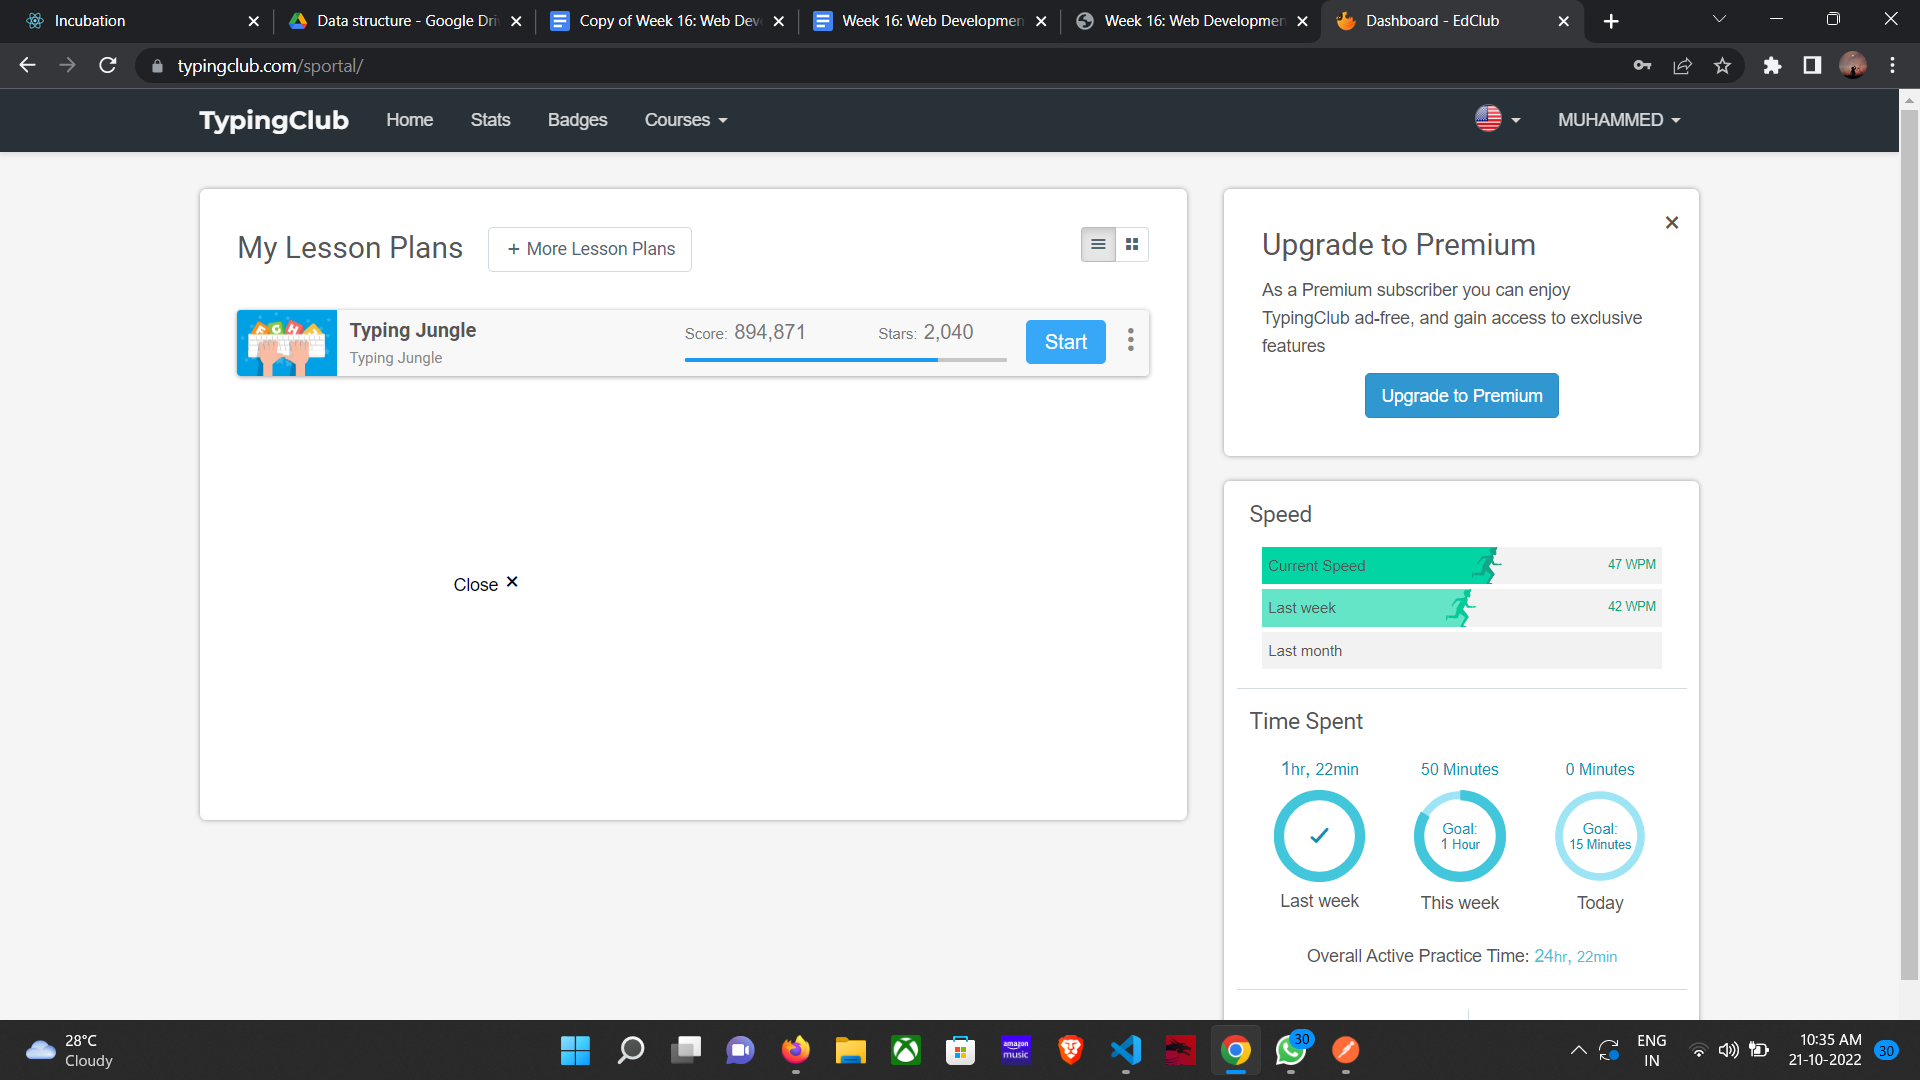 Incubation
Data structure - Google Dri
Copy of Week 16: Web Dev
Week 16: Web Developmen
Week 16: Web Developmen
Dashboard - EdClub
typingclub.com/sportal/
TypingClub
Home
Stats
Badges
Courses
MUHAMMED
My Lesson Plans
+ More Lesson Plans
Typing Jungle
Typing Jungle
Score: 894,871
Stars: 2,040
Start
Close ×
Upgrade to Premium
As a Premium subscriber you can enjoy
TypingClub ad-free, and gain access to exclusive
features
Upgrade to Premium
Speed
Current Speed 47 WPM
Last week 42 WPM
Last month
Time Spent
1hr, 22min
50 Minutes
0 Minutes
Goal:
1 Hour
Goal:
15 Minutes
Last week
This week
Today
Overall Active Practice Time: 24hr, 22min
28°C
Cloudy
amazon
music
30
ENG
IN
10:35 AM
21-10-2022
30